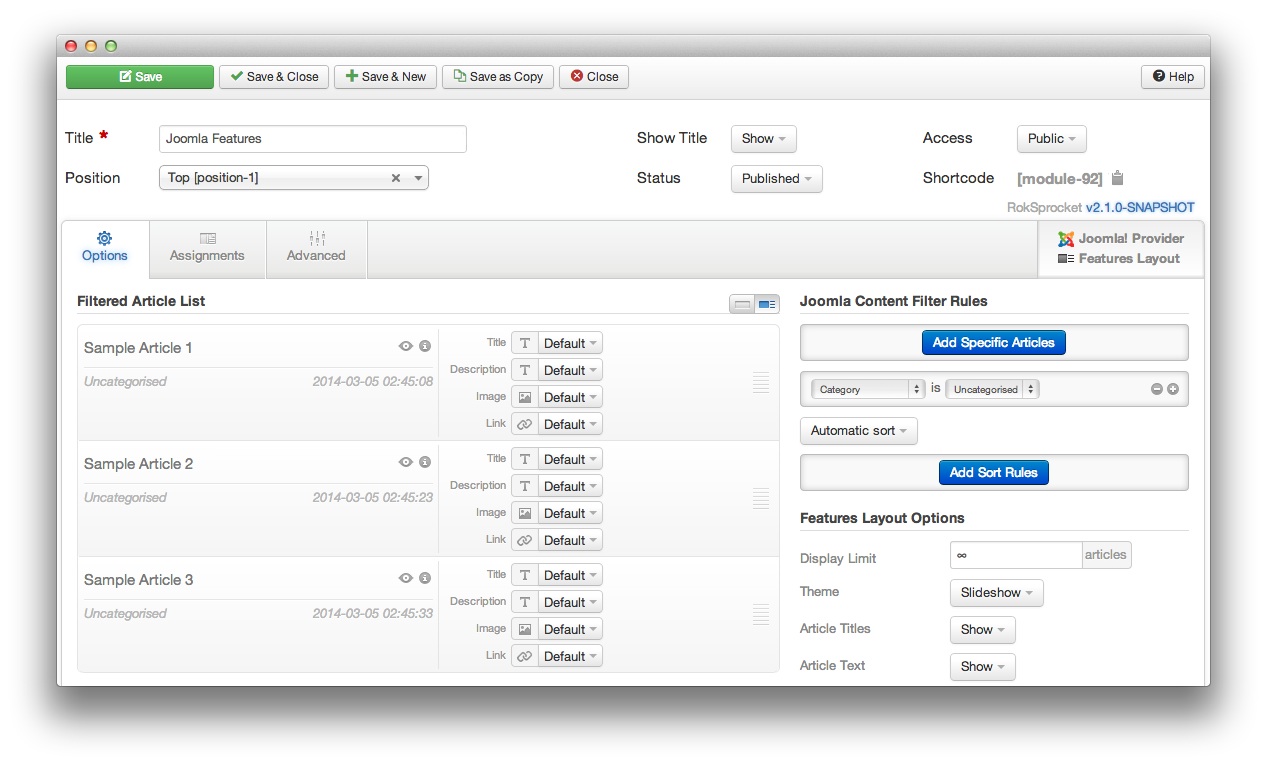 Save Save & Close Save & New Save as Copy Close Help
Title * Joomla Features Show Title Show Access Public
Position Top [position-1] Status Published Shortcode [module-92]
RokSprocket v2.1.0-SNAPSHOT
Options Assignments Advanced Joomla! Provider
Features Layout
Filtered Article List
Sample Article 1
Uncategorised 2014-03-05 02:45:08
Title T Default
Description T Default
Image Default
Link Default
Sample Article 2
Uncategorised 2014-03-05 02:45:23
Title T Default
Description T Default
Image Default
Link Default
Sample Article 3
Uncategorised 2014-03-05 02:45:33
Title T Default
Description T Default
Image Default
Link Default
Joomla Content Filter Rules
Add Specific Articles
Category is Uncategorised
Automatic sort
Add Sort Rules
Features Layout Options
Display Limit ∞ articles
Theme Slideshow
Article Titles Show
Article Text Show